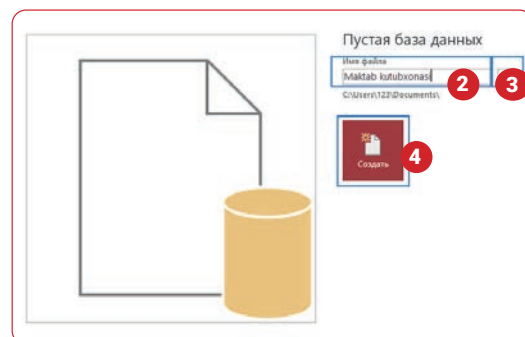 Пустая база данных
Имя файла
Maktab kutubxonasi
2
3
C:\Users\123\Documents\
Создать
4